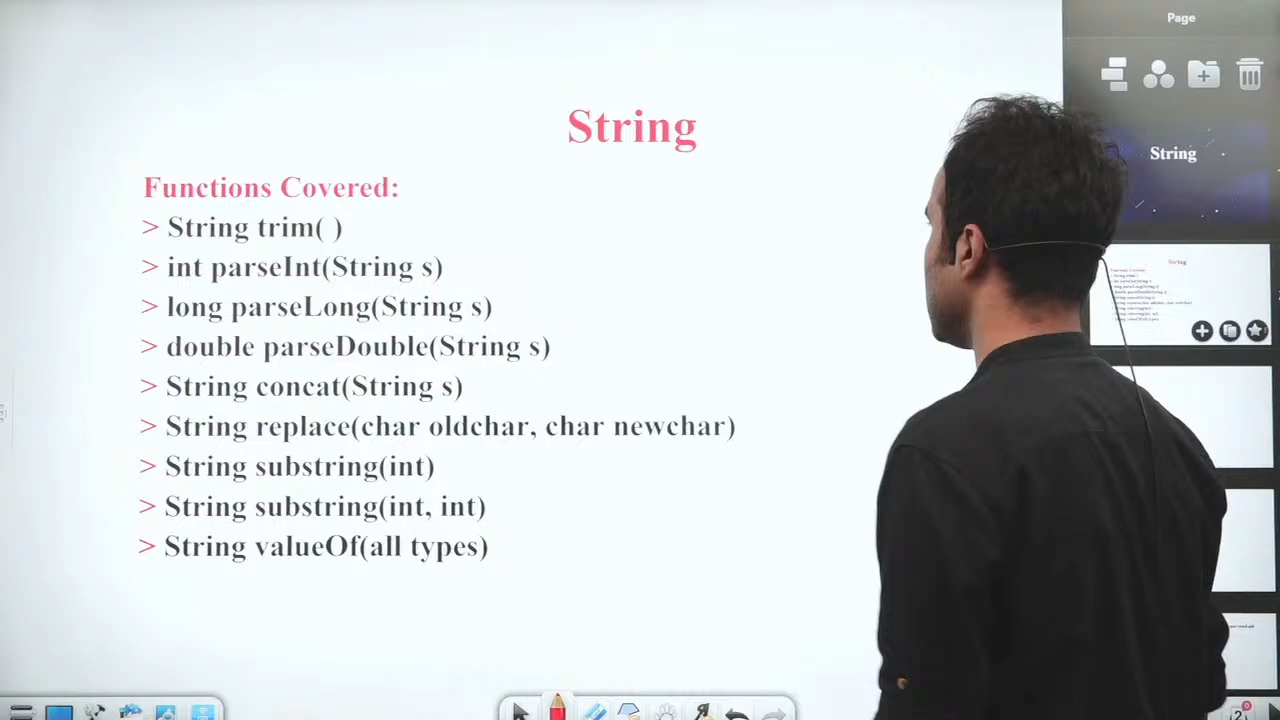 Page
String
String
Functions Covered:
> String trim( )
> int parseInt(String s)
> long parseLong(String s)
> double parseDouble(String s)
> String concat(String s)
> String replace(char oldchar, char newchar)
> String substring(int)
> String substring(int, int)
> String valueOf(all types)